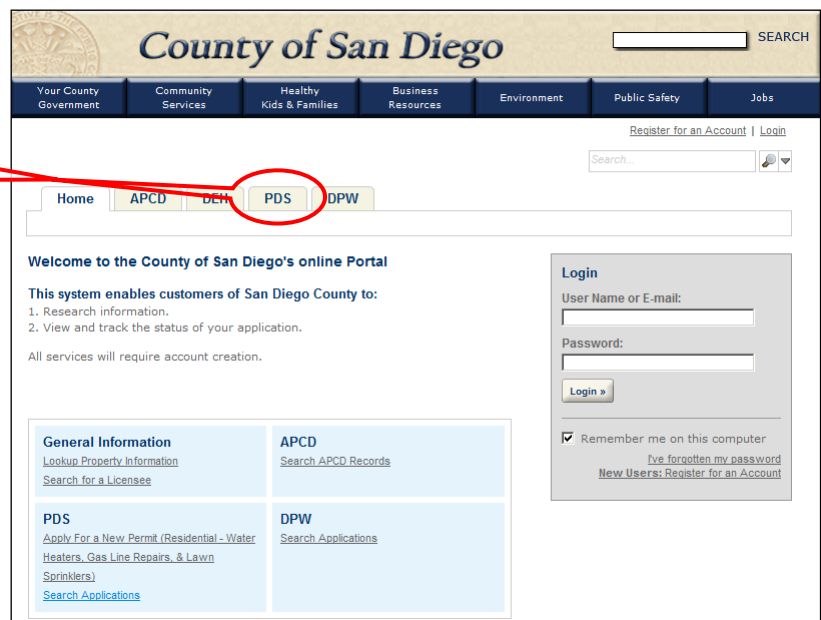 County of San Diego
SEARCH
Your County Government
Community Services
Healthy Kids & Families
Business Resources
Environment
Public Safety
Jobs
Register for an Account | Login
Search...
Home
APCD
DEH
PDS
DPW
Welcome to the County of San Diego's online Portal
This system enables customers of San Diego County to:
1. Research information.
2. View and track the status of your application.
All services will require account creation.
Login
User Name or E-mail:
Password:
Login »
Remember me on this computer
I've forgotten my password
New Users: Register for an Account
General Information
Lookup Property Information
Search for a Licensee
APCD
Search APCD Records
PDS
Apply For a New Permit (Residential - Water
Heaters, Gas Line Repairs, & Lawn
Sprinklers)
Search Applications
DPW
Search Applications